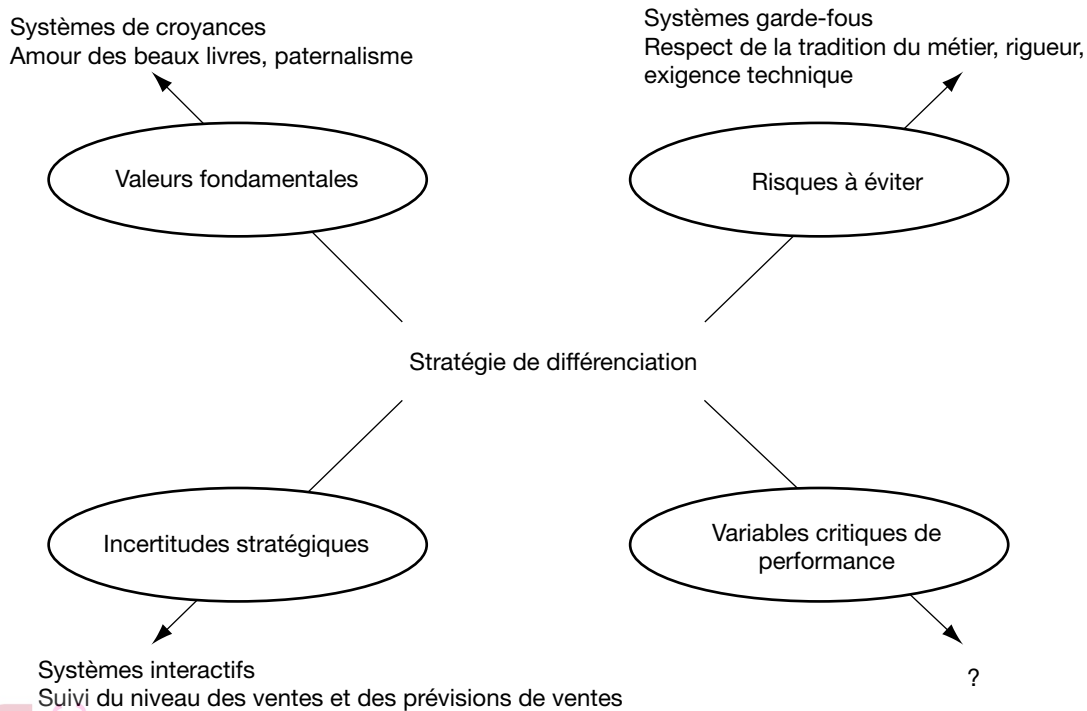 Systèmes de croyances
Amour des beaux livres, paternalisme
Systèmes garde-fous
Respect de la tradition du métier, rigueur,
exigence technique
Valeurs fondamentales
Risques à éviter
Stratégie de différenciation
Incertitudes stratégiques
Variables critiques de
performance
Systèmes interactifs
Suivi du niveau des ventes et des prévisions de ventes
?